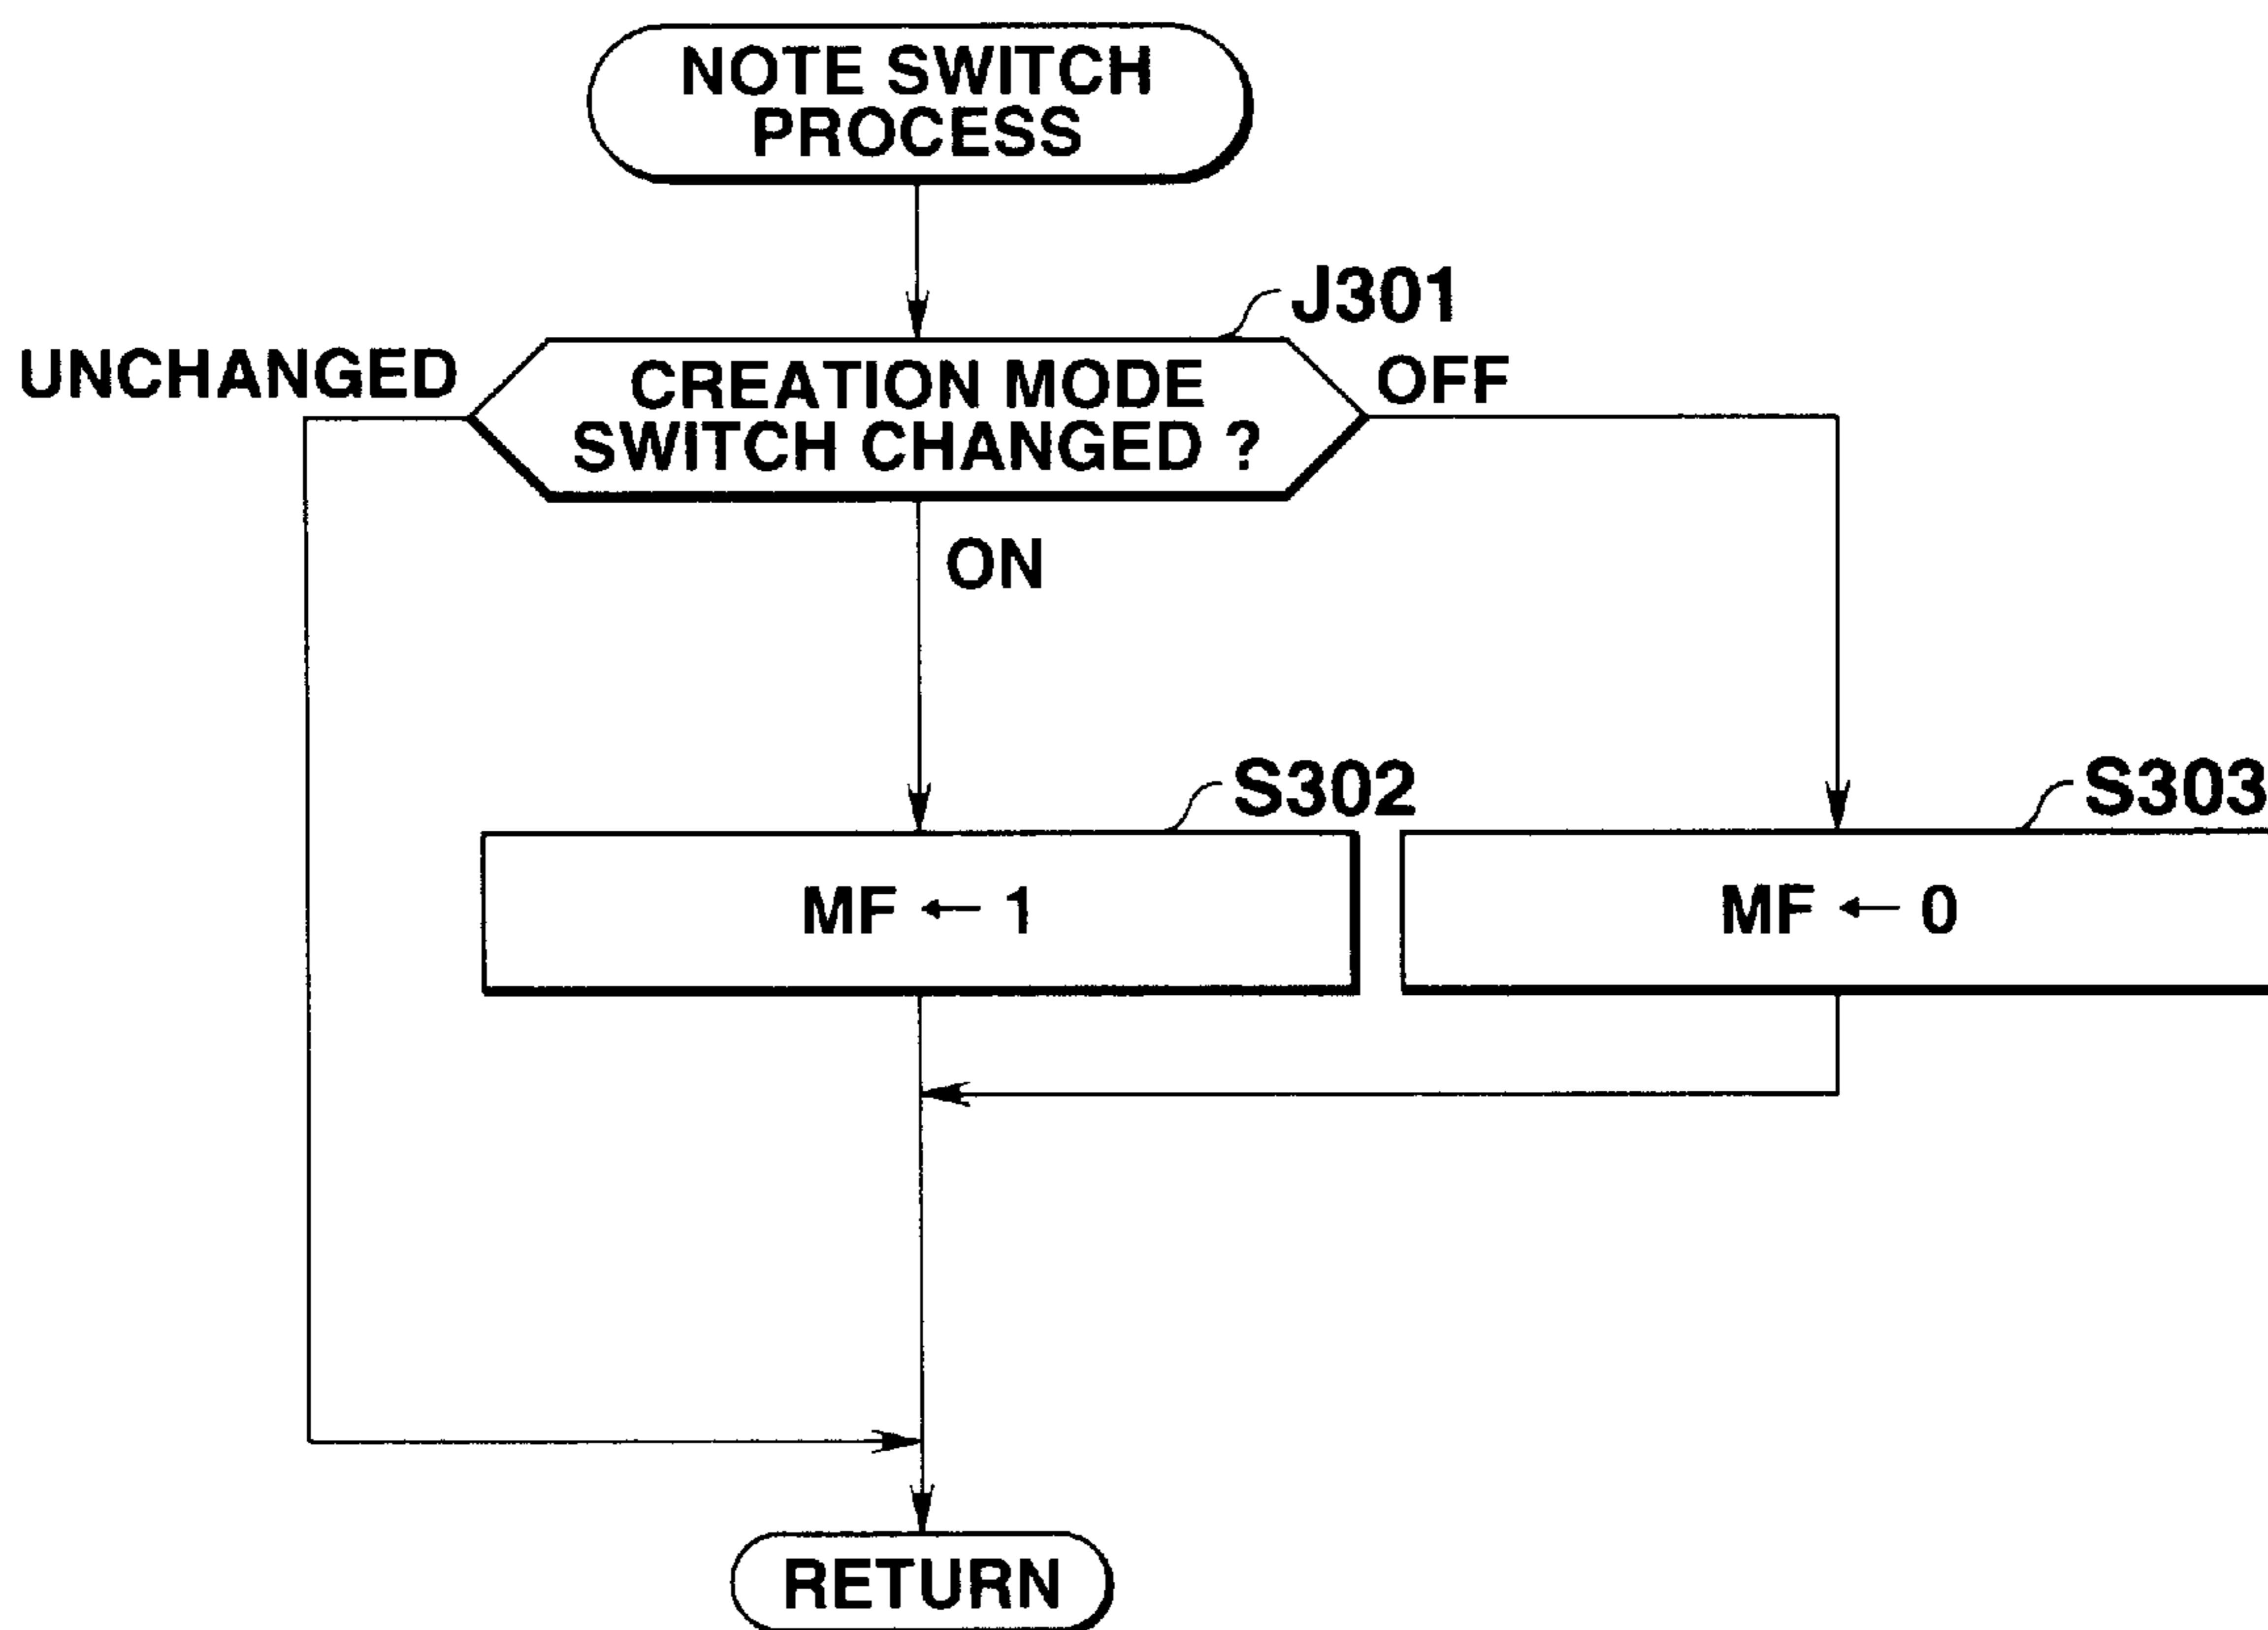 NOTE SWITCH
PROCESS
J301
UNCHANGED
CREATION MODE
SWITCH CHANGED ?
OFF
ON
S302
S303
MF ← 1
MF ← 0
RETURN